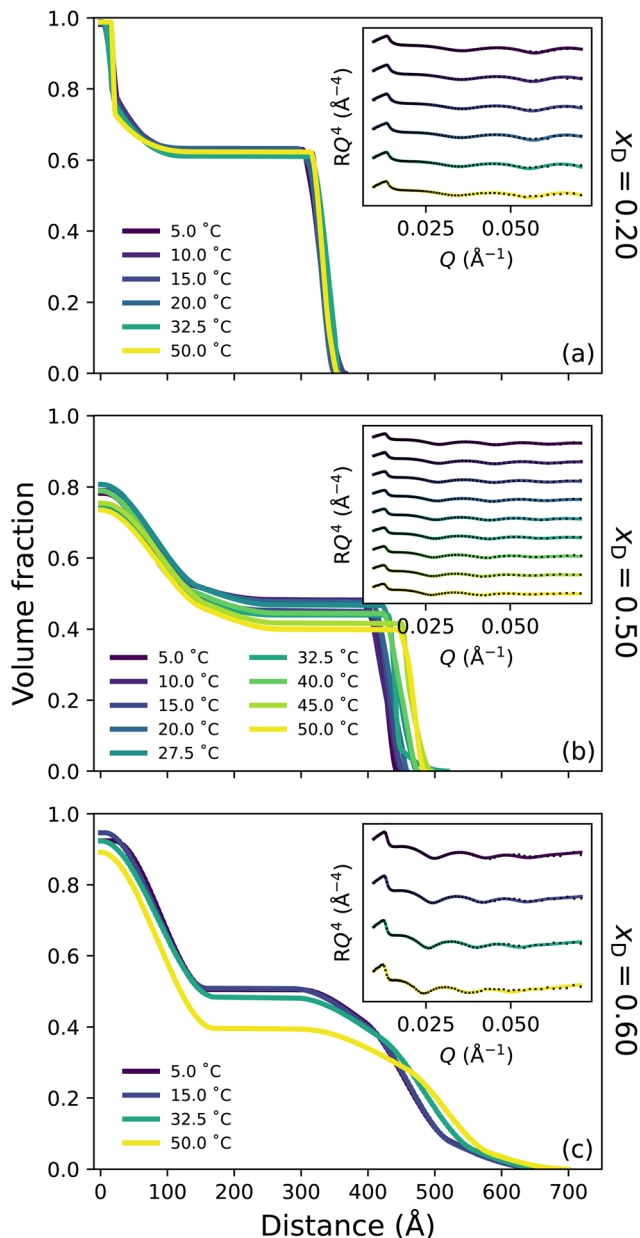 1.0
0.8
0.6
0.4
0.2
0.0
5.0 ˚C
10.0 ˚C
15.0 ˚C
20.0 ˚C
32.5 ˚C
50.0 ˚C
RQ⁴ (Å⁻⁴)
0.025 0.050
Q (Å⁻¹)
(a)
x_D = 0.20
Volume fraction
1.0
0.8
0.6
0.4
0.2
0.0
5.0 ˚C
10.0 ˚C
15.0 ˚C
20.0 ˚C
27.5 ˚C
32.5 ˚C
40.0 ˚C
45.0 ˚C
50.0 ˚C
RQ⁴ (Å⁻⁴)
0.025 0.050
Q (Å⁻¹)
(b)
x_D = 0.50
1.0
0.8
0.6
0.4
0.2
0.0
5.0 ˚C
15.0 ˚C
32.5 ˚C
50.0 ˚C
RQ⁴ (Å⁻⁴)
0.025 0.050
Q (Å⁻¹)
(c)
x_D = 0.60
0 100 200 300 400 500 600 700
Distance (Å)